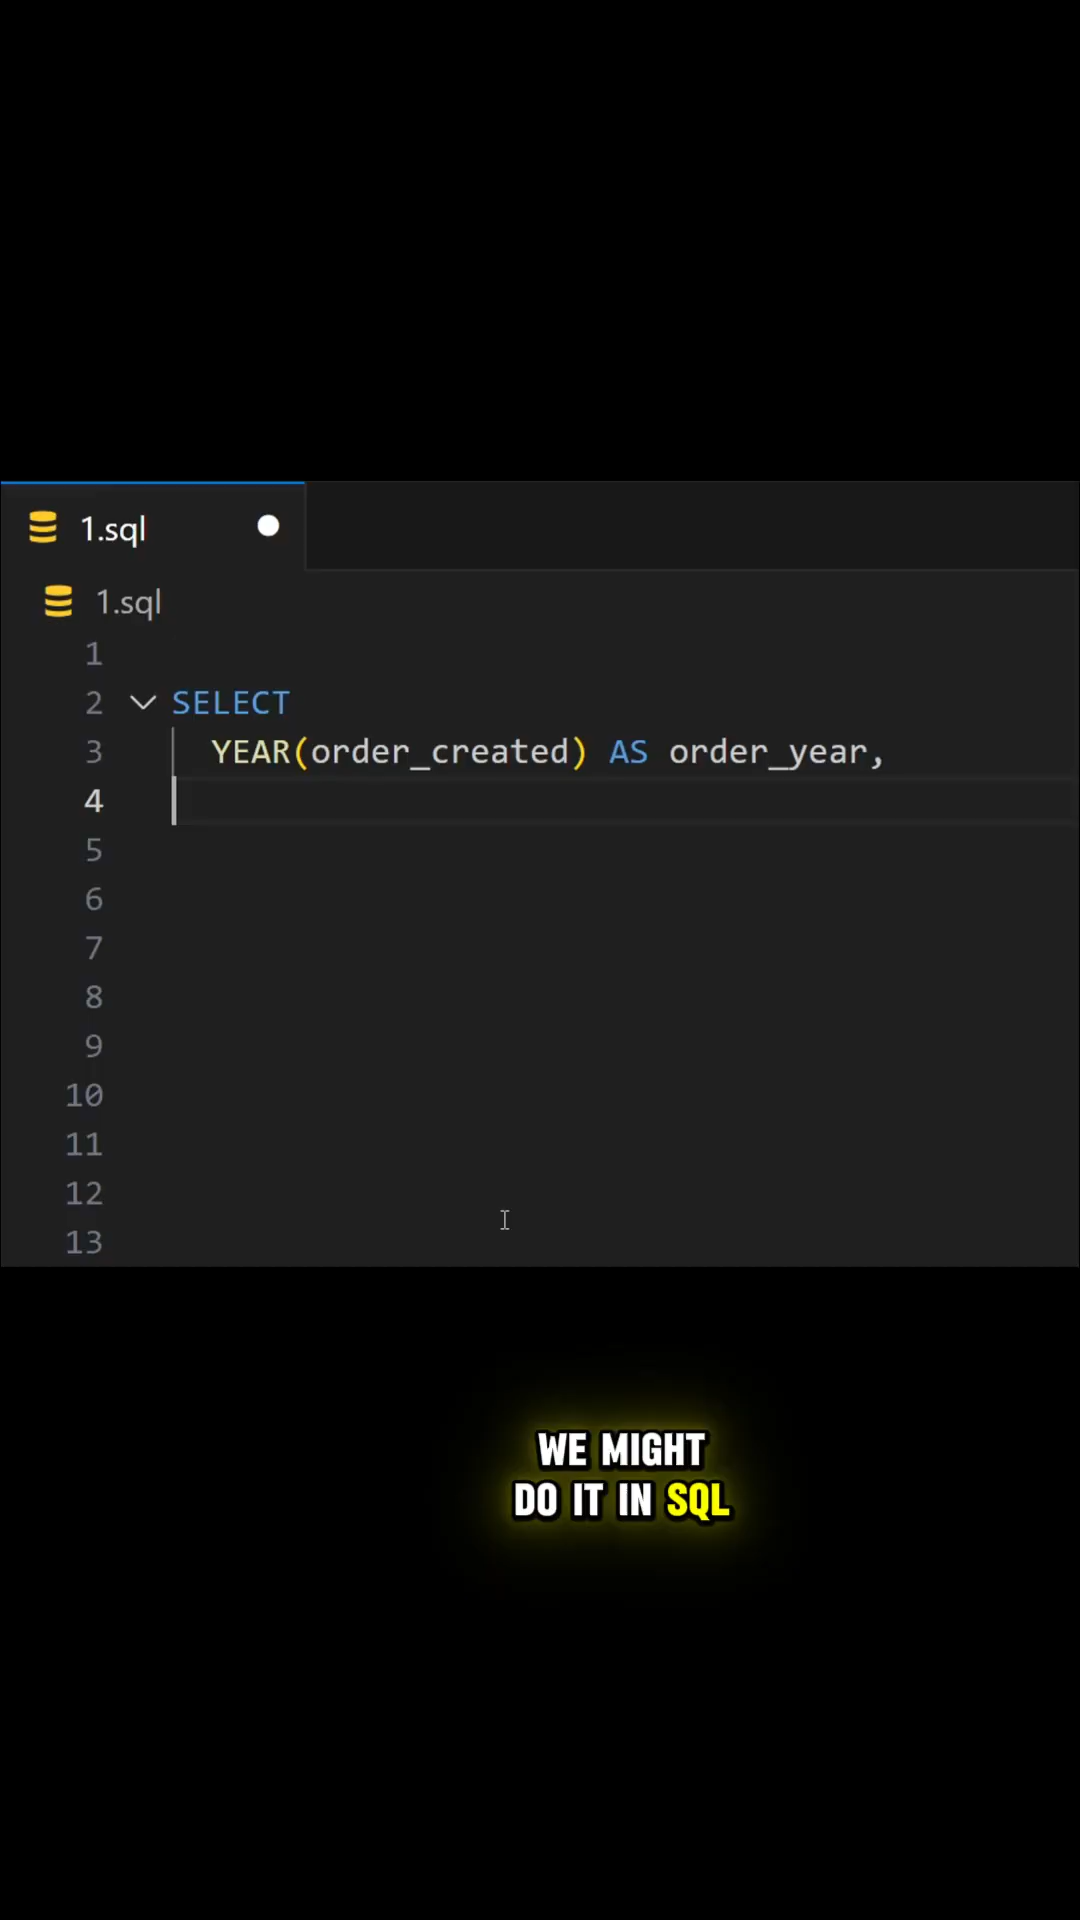 1.sql
1.sql
1
2 SELECT
3 YEAR(order_created) AS order_year,
4
5
6
7
8
9
10
11
12
13
WE MIGHT
DO IT IN SQL